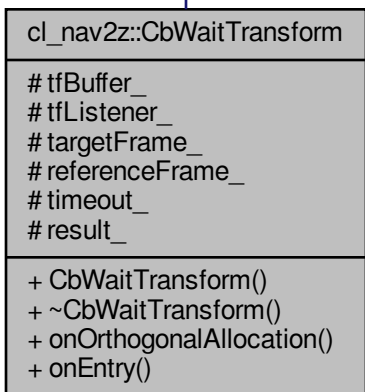 cl_nav2z::CbWaitTransform
# tfBuffer_
# tfListener_
# targetFrame_
# referenceFrame_
# timeout_
# result_
+ CbWaitTransform()
+ ~CbWaitTransform()
+ onOrthogonalAllocation()
+ onEntry()